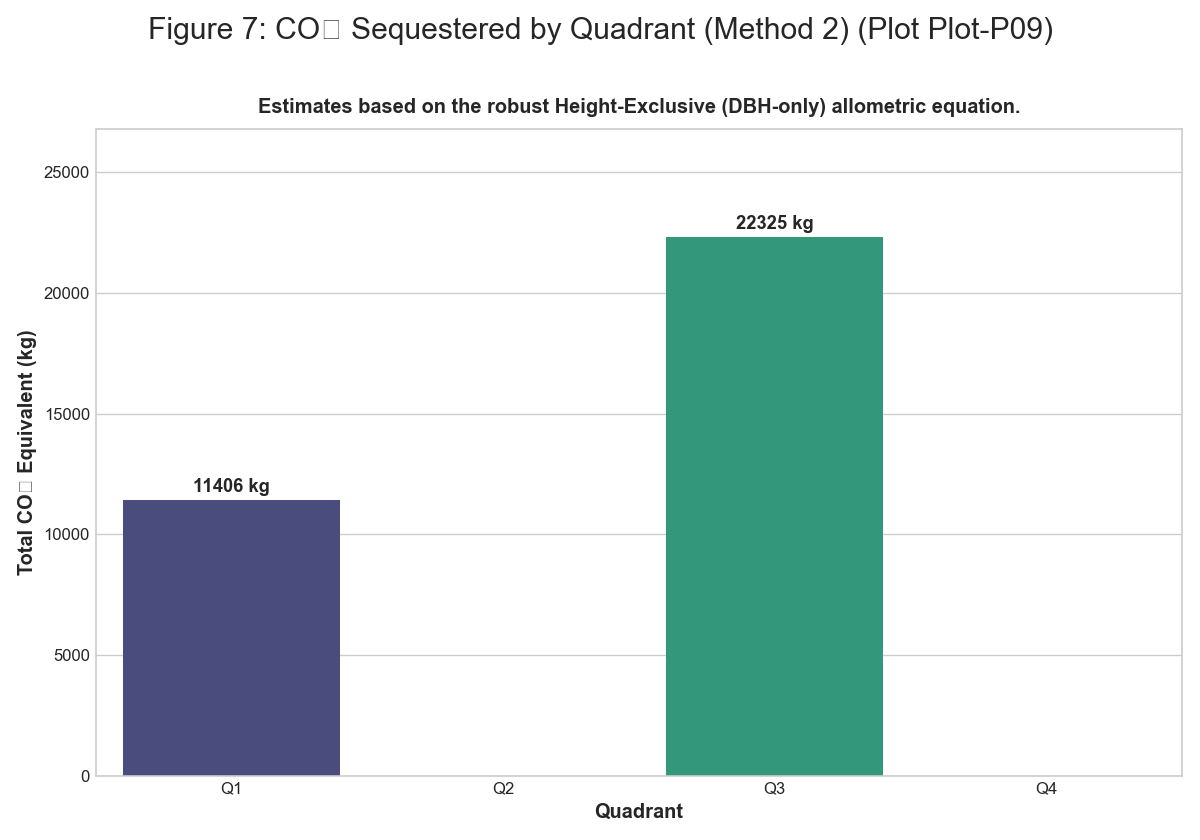 Figure 7: CO□ Sequestered by Quadrant (Method 2) (Plot Plot-P09)
Estimates based on the robust Height-Exclusive (DBH-only) allometric equation.
25000
20000
15000
10000
5000
0
Total CO□ Equivalent (kg)
11406 kg
22325 kg
Q1
Q2
Q3
Q4
Quadrant